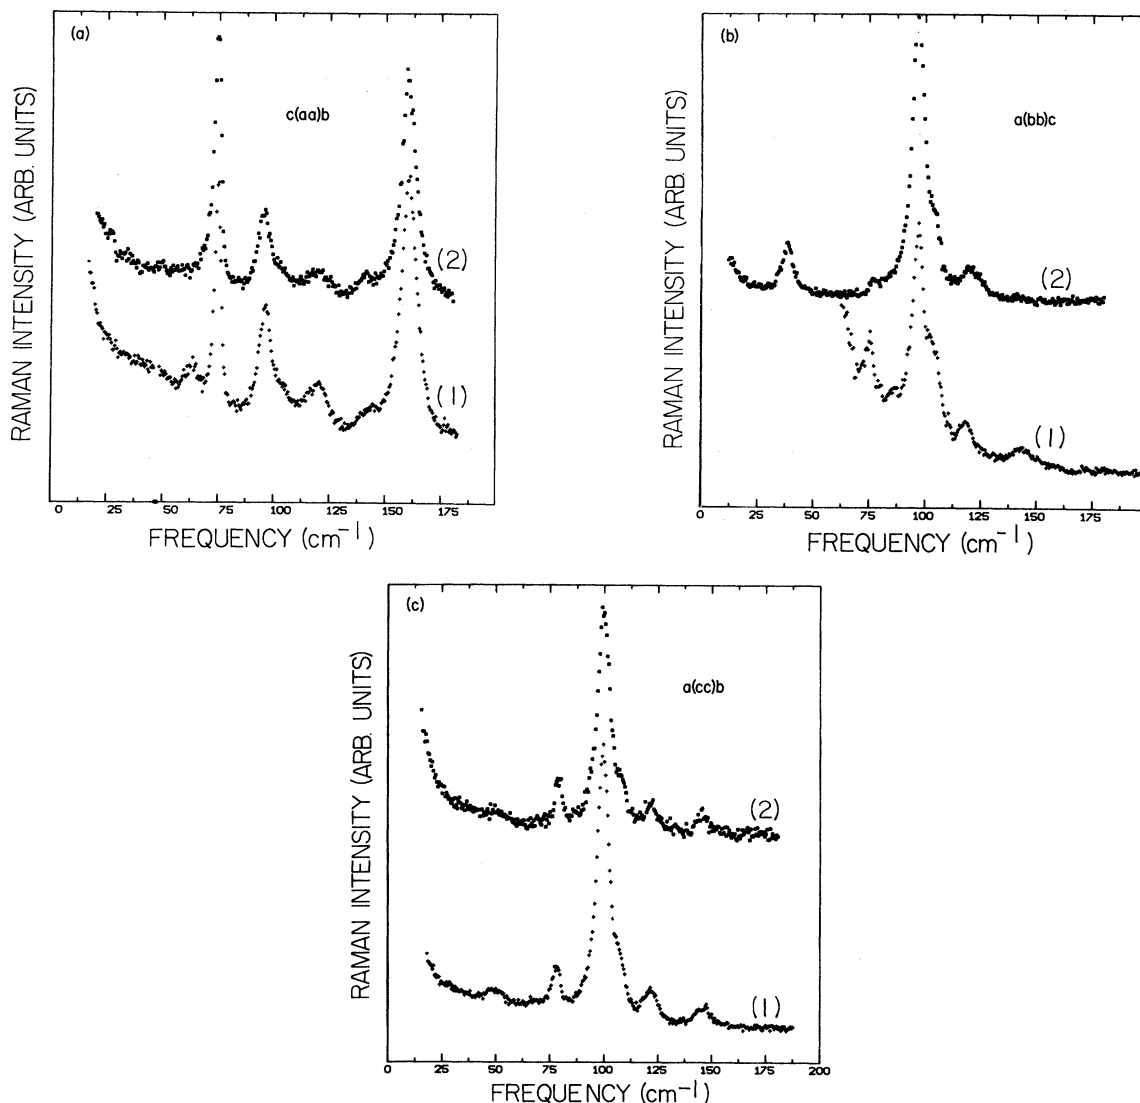 (a)
c(aa)b
(2)
(1)
RAMAN INTENSITY (ARB. UNITS)
0 25 50 75 100 125 150 175
FREQUENCY (cm⁻¹)
(b)
a(bb)c
(2)
(1)
RAMAN INTENSITY (ARB. UNITS)
0 25 50 75 100 125 150 175
FREQUENCY (cm⁻¹)
(c)
a(cc)b
(2)
(1)
RAMAN INTENSITY (ARB. UNITS)
0 25 50 75 100 125 150 175 200
FREQUENCY (cm⁻¹)